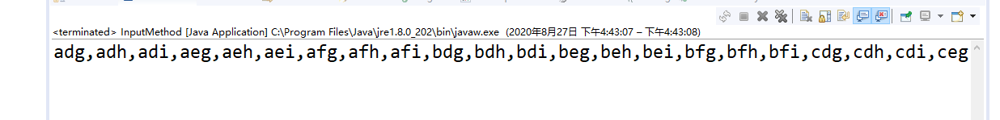 <terminated> InputMethod [Java Application] C:\Program Files\Java\jre1.8.0_202\bin\javaw.exe (2020年8月27日 下午4:43:07 – 下午4:43:08)
adg,adh,adi,aeg,aeh,aei,afg,afh,afi,bdg,bdh,bdi,beg,beh,bei,bfg,bfh,bfi,cdg,cdh,cdi,ceg